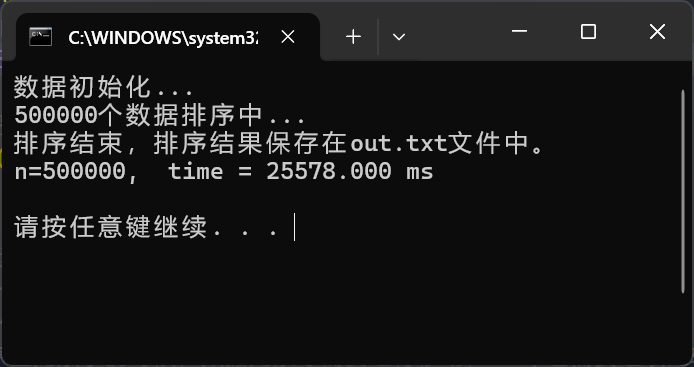 C:\WINDOWS\system32
数据初始化...
500000个数据排序中...
排序结束，排序结果保存在out.txt文件中。
n=500000,  time = 25578.000 ms
请按任意键继续. . .